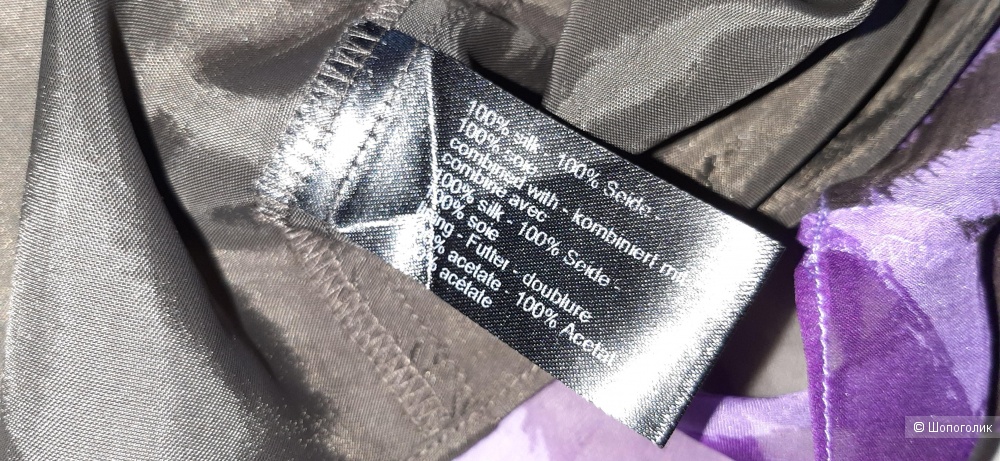 100% silk - 100% Seide -
100% soie
combined with - kombiniert mit
combiné avec
100% silk - 100% Seide -
100% soie
Futter - doublure
acetate - 100% Acetat
acétate
© Шопоголик